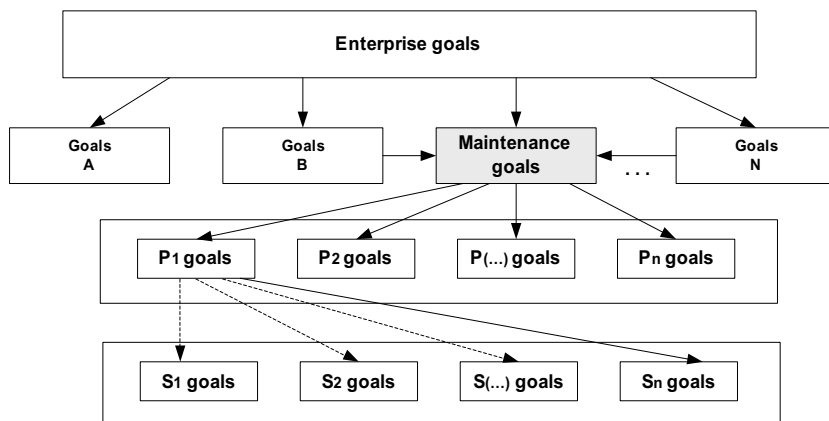 Enterprise goals
Goals
A
Goals
B
Maintenance
goals
. . .
Goals
N
P1 goals
P2 goals
P(...) goals
Pn goals
S1 goals
S2 goals
S(...) goals
Sn goals